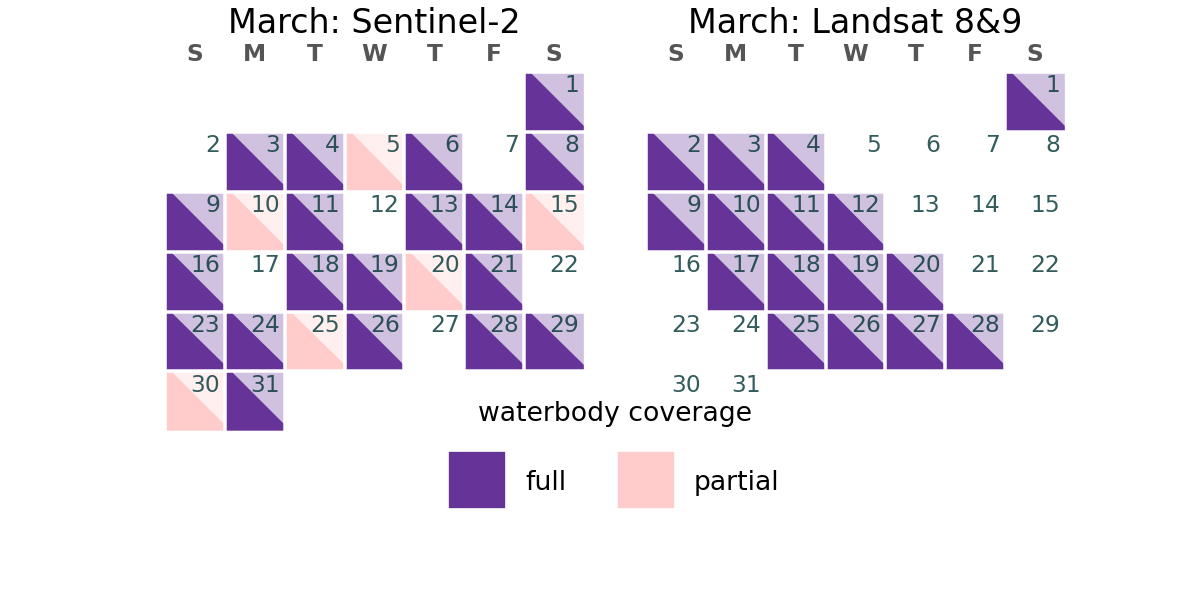 March: Sentinel-2
S M T W T F S
1
2 3 4 5 6 7 8
9 10 11 12 13 14 15
16 17 18 19 20 21 22
23 24 25 26 27 28 29
30 31
March: Landsat 8&9
S M T W T F S
1
2 3 4 5 6 7 8
9 10 11 12 13 14 15
16 17 18 19 20 21 22
23 24 25 26 27 28 29
30 31
waterbody coverage
full partial